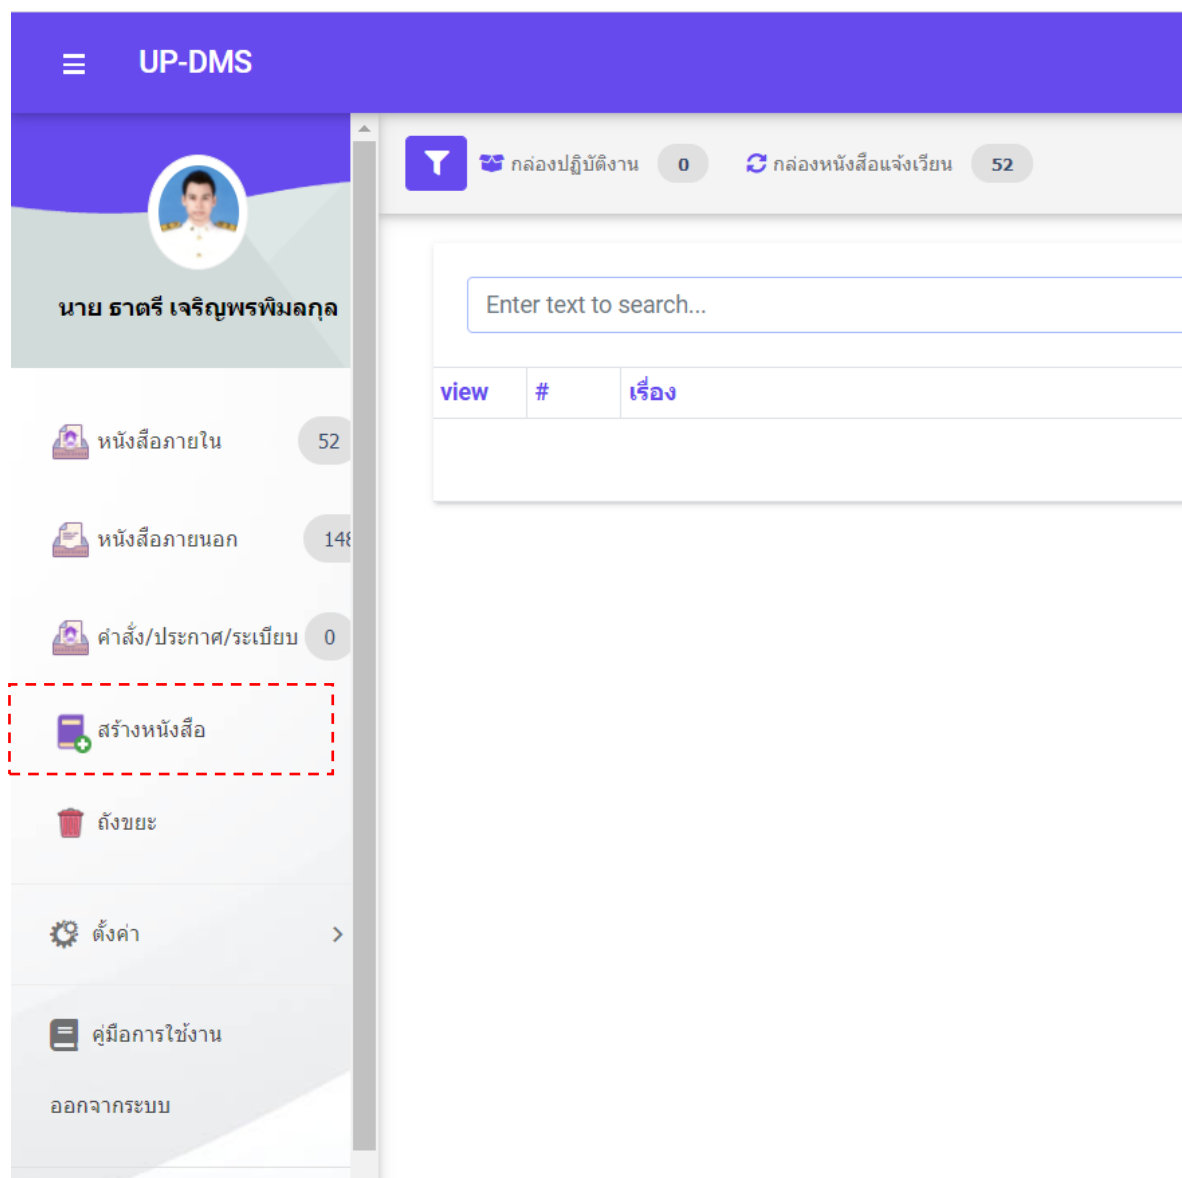 UP-DMS
กล่องปฏิบัติงาน 0 กล่องหนังสือแจ้งเวียน 52
นาย ธาตรี เจริญพรพิมลกุล
Enter text to search...
view # เรื่อง
หนังสือภายใน 52
หนังสือภายนอก 148
คำสั่ง/ประกาศ/ระเบียบ 0
สร้างหนังสือ
ถังขยะ
ตั้งค่า
คู่มือการใช้งาน
ออกจากระบบ